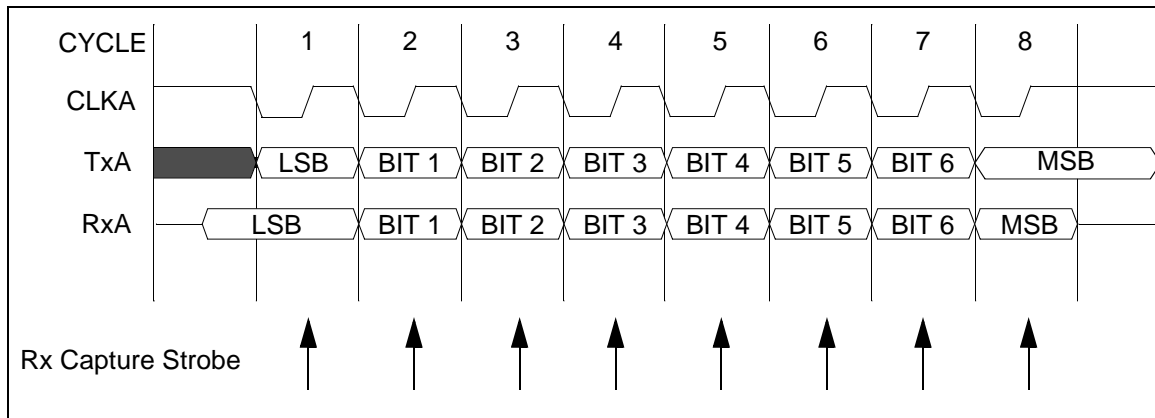 CYCLE 1 2 3 4 5 6 7 8
CLKA
TxA LSB BIT 1 BIT 2 BIT 3 BIT 4 BIT 5 BIT 6 MSB
RxA LSB BIT 1 BIT 2 BIT 3 BIT 4 BIT 5 BIT 6 MSB
Rx Capture Strobe